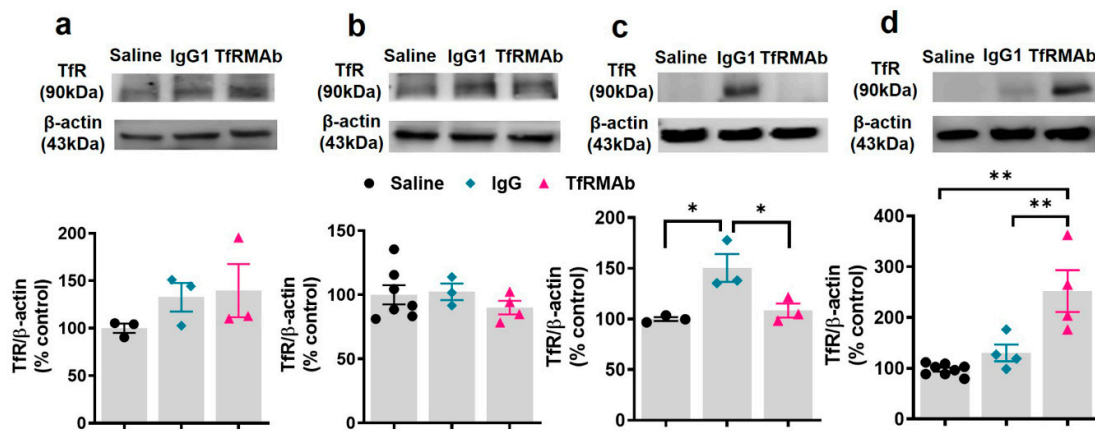 a
Saline IgG1 TfRMAb
TfR
(90kDa)
β-actin
(43kDa)
b
Saline IgG1 TfRMAb
TfR
(90kDa)
β-actin
(43kDa)
c
Saline IgG1 TfRMAb
TfR
(90kDa)
β-actin
(43kDa)
d
Saline IgG1 TfRMAb
TfR
(90kDa)
β-actin
(43kDa)
Saline IgG TfRMAb
TfR/β-actin
(% control)
200
150
100
50
0
TfR/β-actin
(% control)
150
100
50
0
TfR/β-actin
(% control)
200
150
100
50
0
* *
TfR/β-actin
(% control)
400
300
200
100
0
**
**